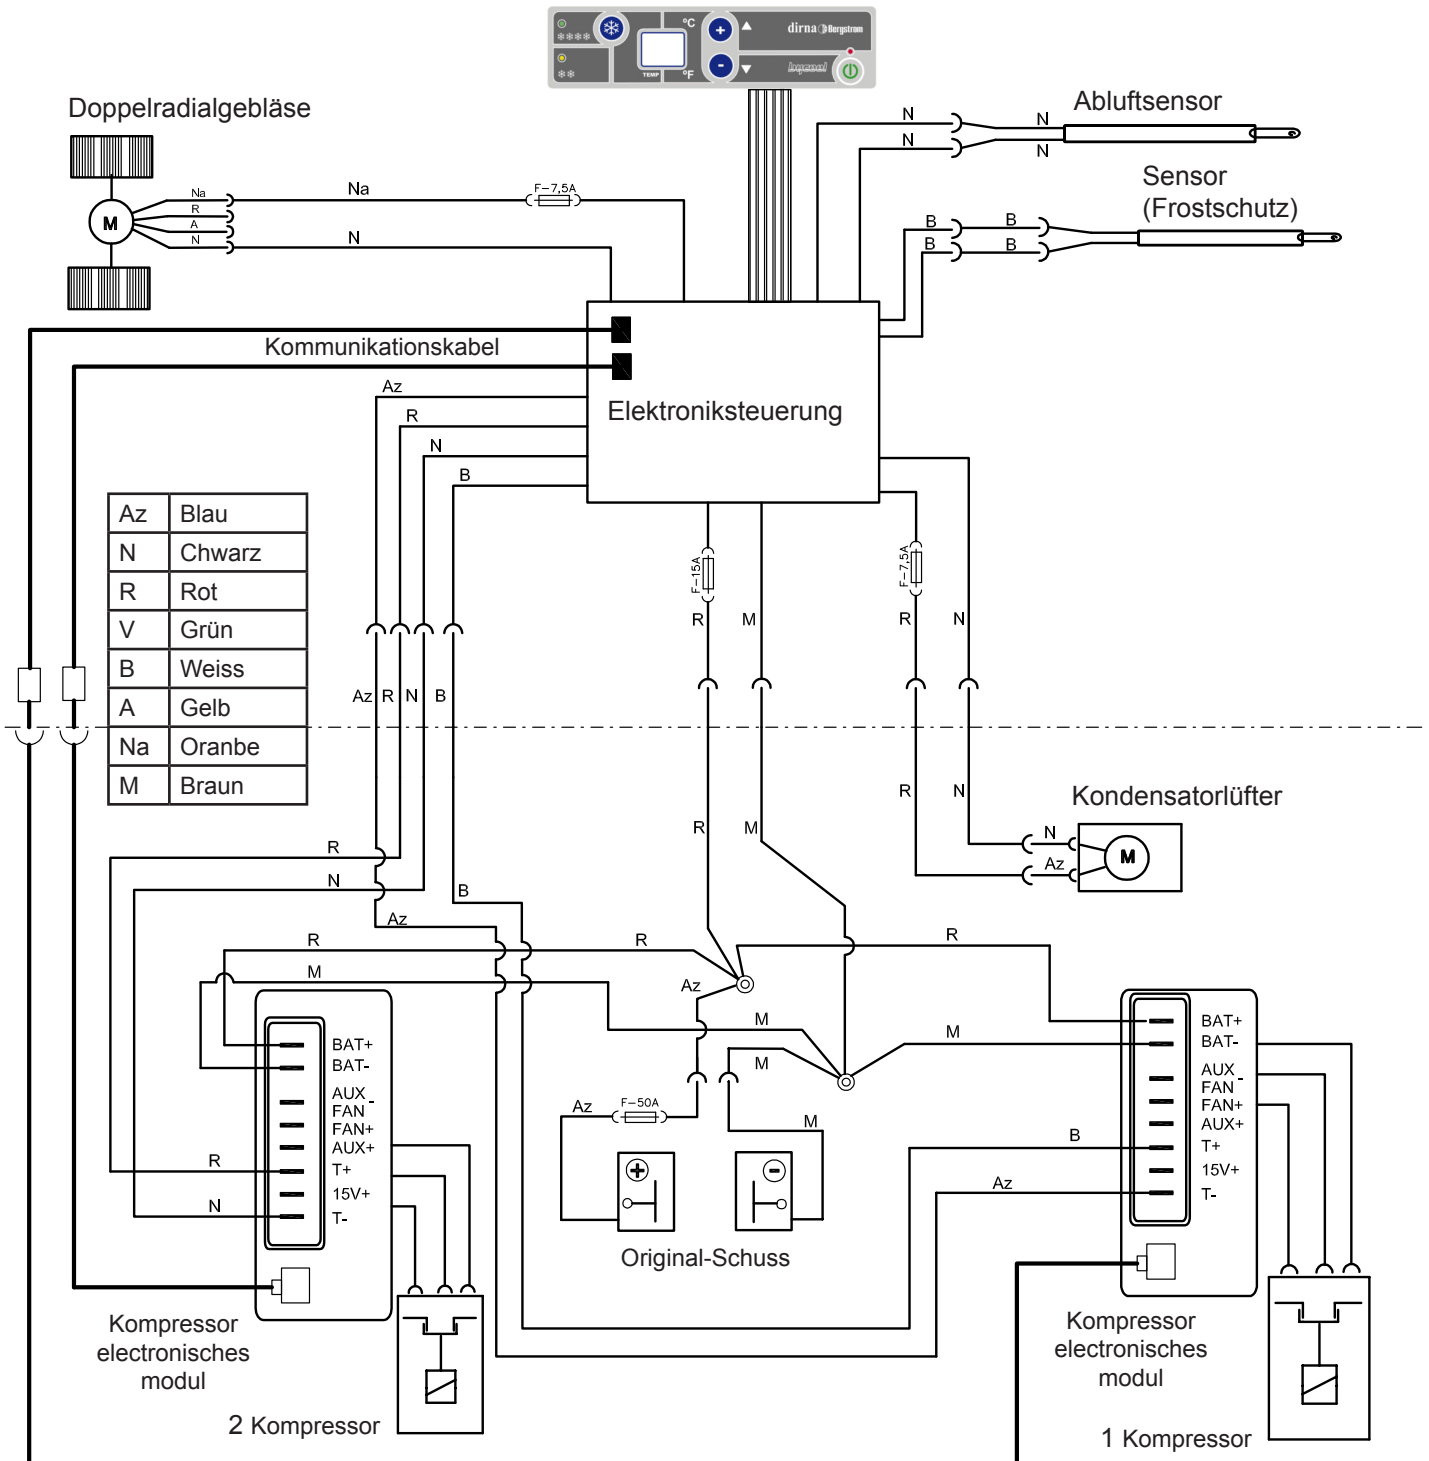 °C
dirna Bergstrom
TEMP
°F
bycool
Doppelradialgebläse
Abluftsensor
Sensor
(Frostschutz)
N
N
N
N
B
B
B
B
Na
R
A
N
Na
F-7,5A
N
M
Kommunikationskabel
Elektroniksteuerung
Az
R
N
B
Az Blau
N Chwarz
R Rot
V Grün
B Weiss
A Gelb
Na Oranbe
M Braun
F-15A
F-7,5A
R
M
R
N
Az
R
N
B
R
N
R
M
Kondensatorlüfter
N
Az
M
R
N
B
Az
R
R
R
M
Az
M
M
M
Az
F-50A
M
Original-Schuss
BAT+
BAT-
AUX
FAN -
FAN+
AUX+
T+
15V+
T-
R
N
BAT+
BAT-
AUX
FAN -
FAN+
AUX+
T+
15V+
T-
B
Az
Kompressor
electronisches
modul
2 Kompressor
Kompressor
electronisches
modul
1 Kompressor